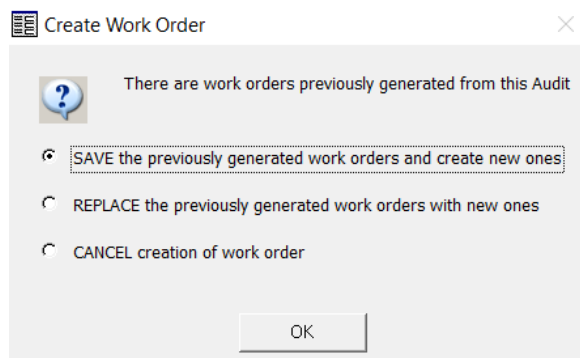 Create Work Order
There are work orders previously generated from this Audit
SAVE the previously generated work orders and create new ones
REPLACE the previously generated work orders with new ones
CANCEL creation of work order
OK